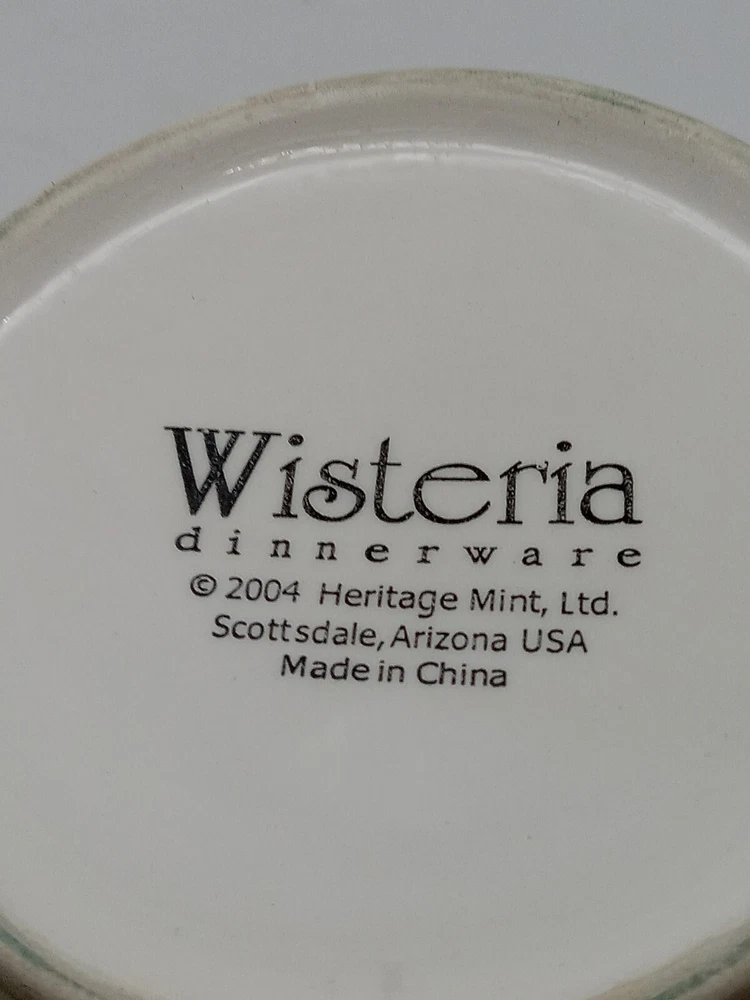 Wisteria
dinnerware
© 2004 Heritage Mint, Ltd.
Scottsdale, Arizona USA
Made in China